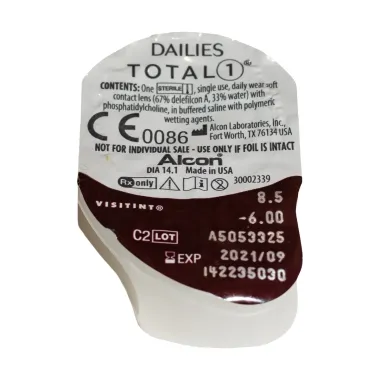 DAILIES
TOTAL1®
CONTENTS: One STERILE, single use, daily wear soft
contact lens (67% delefilcon A, 33% water) with
phosphatidylcholine, in buffered saline with polymeric
wetting agents.
CE 0086 Alcon Laboratories, Inc.,
Fort Worth, TX 76134 USA
NOT FOR INDIVIDUAL SALE - USE ONLY IF FOIL IS INTACT
Alcon®
DIA 14.1 Made in USA
Rx only 2 30002339
VISITINT®
8.5
-6.00
C2 LOT A5053325
EXP 2021/09
142235030